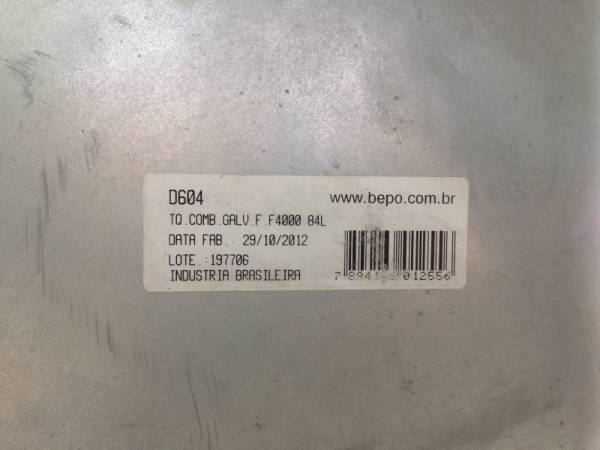 D604
www.bepo.com.br
TQ.COMB.GALV.F.F4000 84L
DATA FAB.: 29/10/2012
LOTE.:197706
INDUSTRIA BRASILEIRA
012556